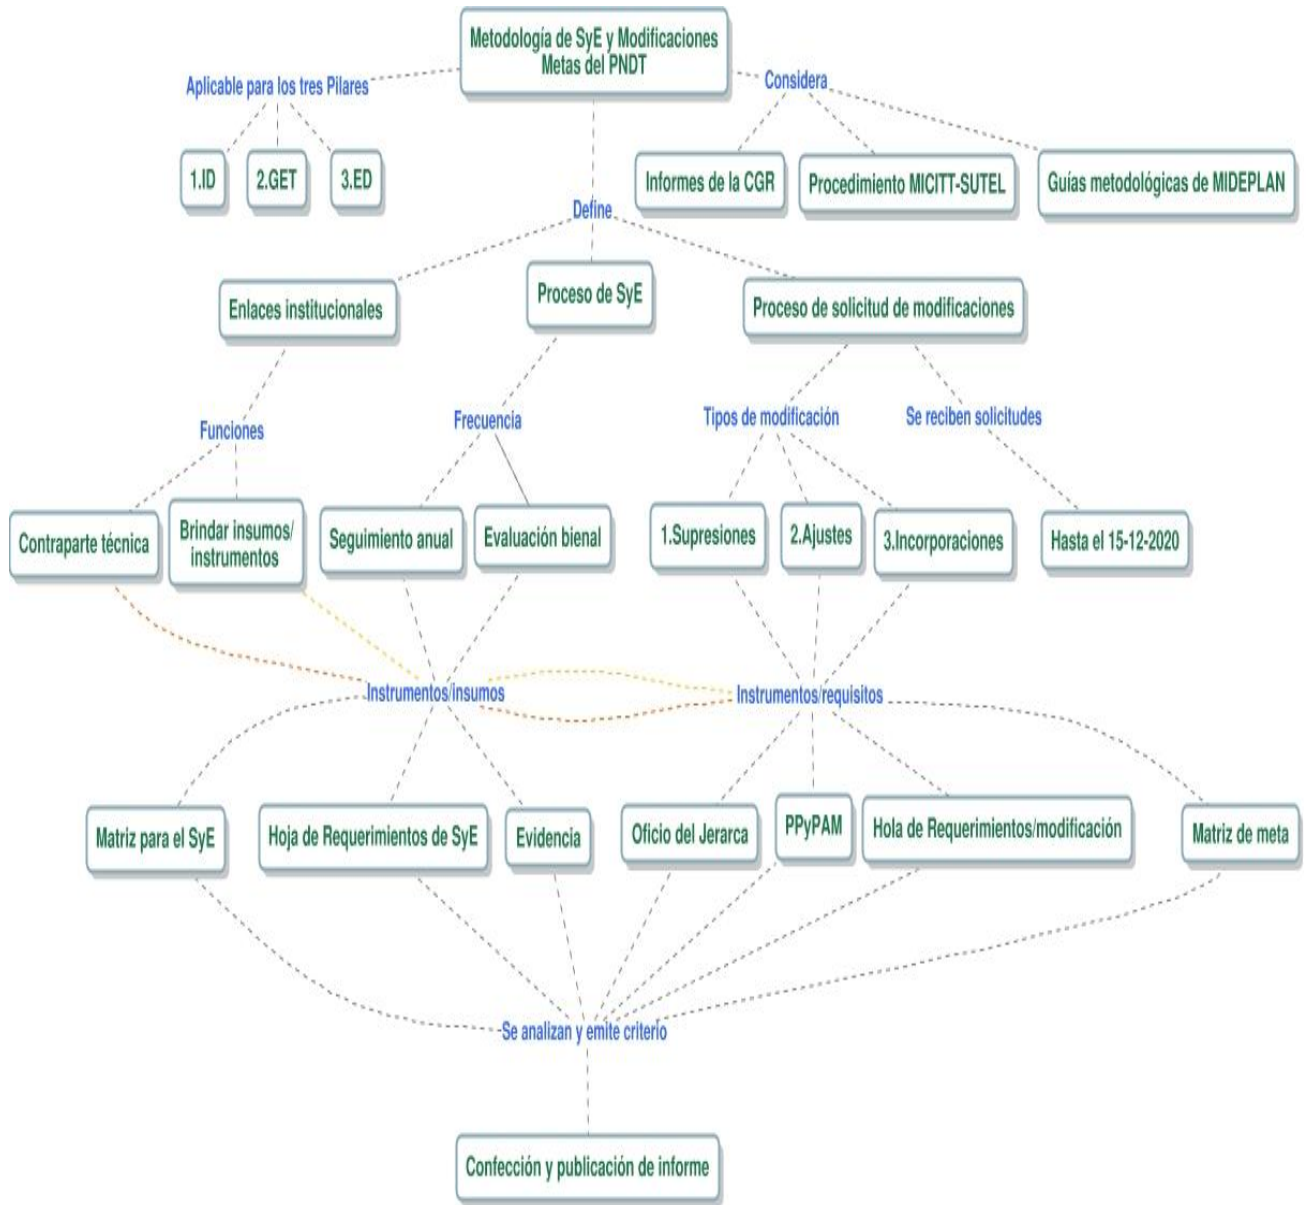 Metodología de SyE y Modificaciones
Metas del PNDT
Aplicable para los tres Pilares
Considera
1.ID
2.GET
3.ED
Informes de la CGR
Procedimiento MICITT-SUTEL
Guías metodológicas de MIDEPLAN
Define
Enlaces institucionales
Proceso de SyE
Proceso de solicitud de modificaciones
Funciones
Frecuencia
Tipos de modificación
Se reciben solicitudes
Contraparte técnica
Brindar insumos/
instrumentos
Seguimiento anual
Evaluación bienal
1.Supresiones
2.Ajustes
3.Incorporaciones
Hasta el 15-12-2020
Instrumentos/insumos
Instrumentos/requisitos
Matriz para el SyE
Hoja de Requerimientos de SyE
Evidencia
Oficio del Jerarca
PPyPAM
Hola de Requerimientos/modificación
Matriz de meta
Se analizan y emite criterio
Confección y publicación de informe